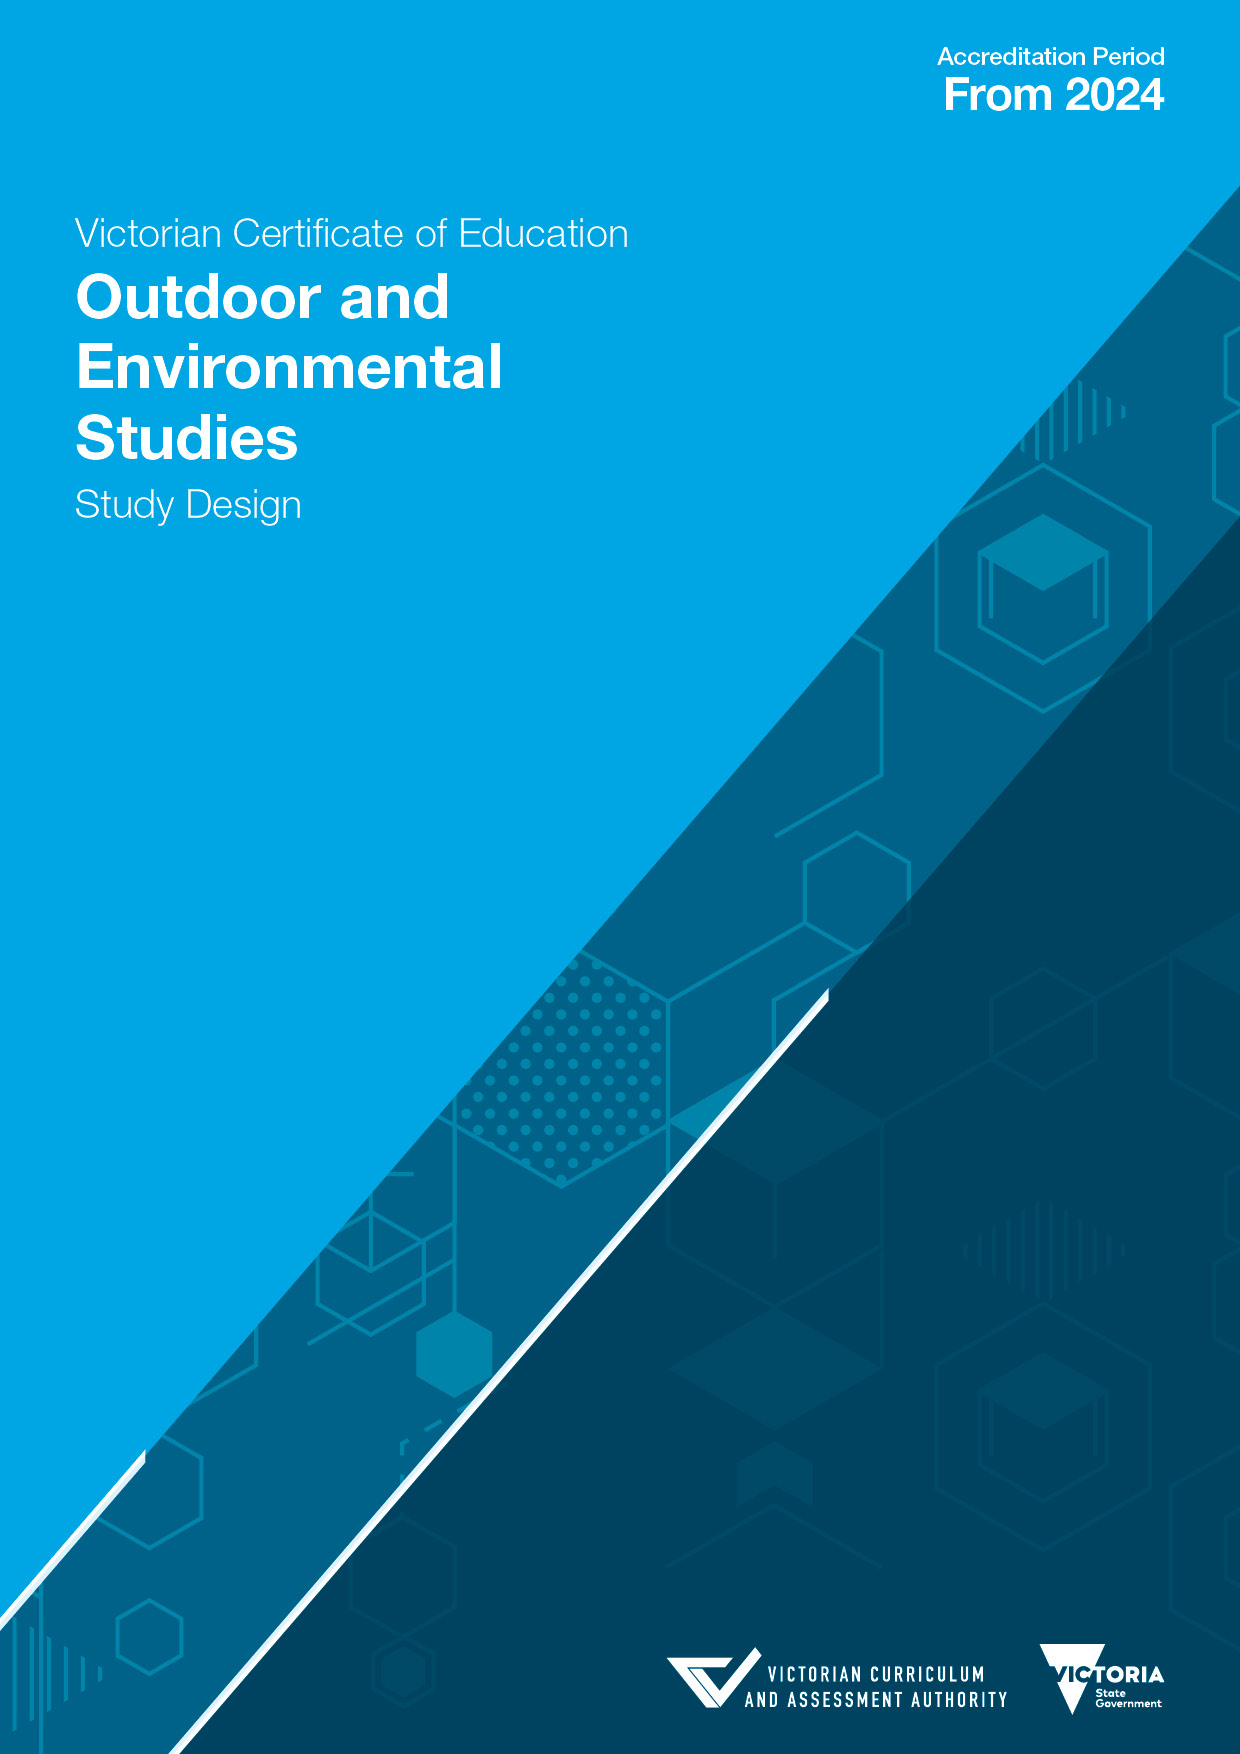 Accreditation Period
From 2024
Victorian Certificate of Education
Outdoor and
Environmental
Studies
Study Design
VICTORIAN CURRICULUM
AND ASSESSMENT AUTHORITY
VICTORIA
State
Government